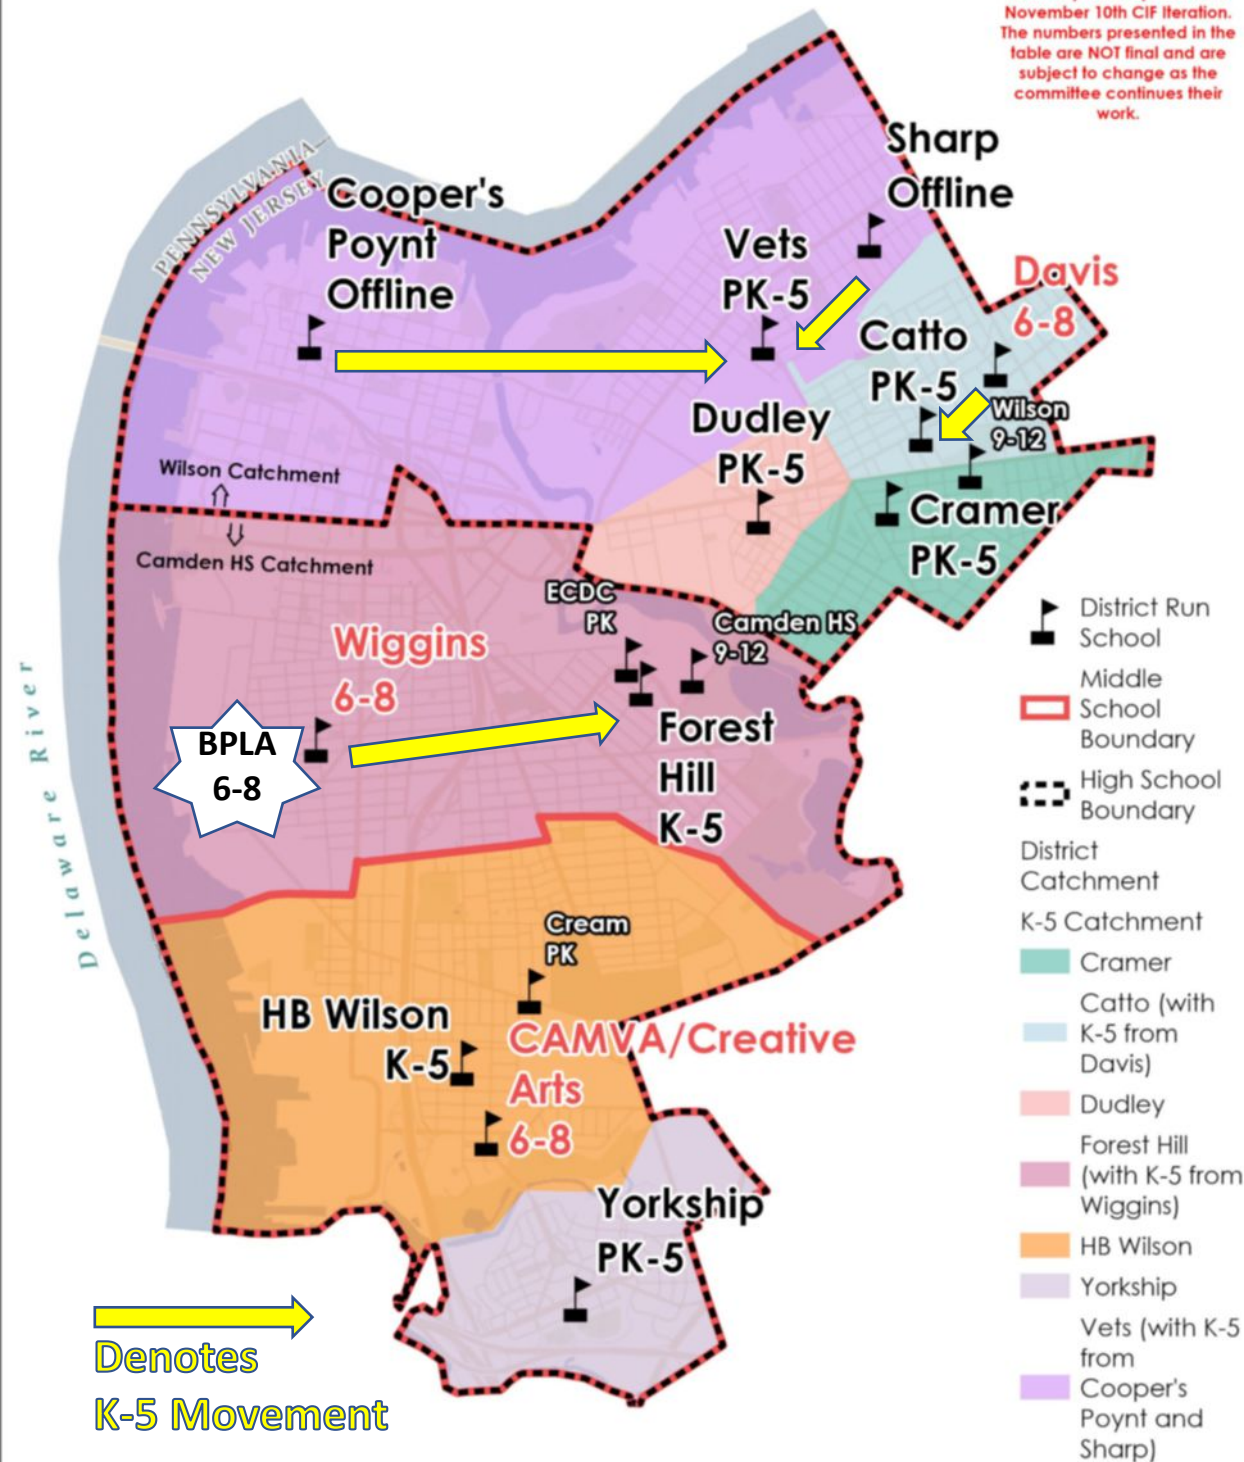 November 10th CIF Iteration.
The numbers presented in the
table are NOT final and are
subject to change as the
committee continues their
work.
Sharp
Offline
PENNSYLVANIA
NEW JERSEY
Cooper's
Poynt
Offline
Vets
PK-5
Davis
6-8
Catto
PK-5
Wilson
9-12
Dudley
PK-5
Wilson Catchment
Camden HS Catchment
Cramer
PK-5
ECDC
PK
Camden HS
9-12
Wiggins
6-8
BPLA
6-8
Forest
Hill
K-5
Delaware River
Cream
PK
HB Wilson
K-5
CAMVA/Creative
Arts
6-8
Yorkship
PK-5
Denotes
K-5 Movement
District Run
School
Middle
School
Boundary
High School
Boundary
District
Catchment
K-5 Catchment
Cramer
Catto (with
K-5 from
Davis)
Dudley
Forest Hill
(with K-5 from
Wiggins)
HB Wilson
Yorkship
Vets (with K-5
from
Cooper's
Poynt and
Sharp)